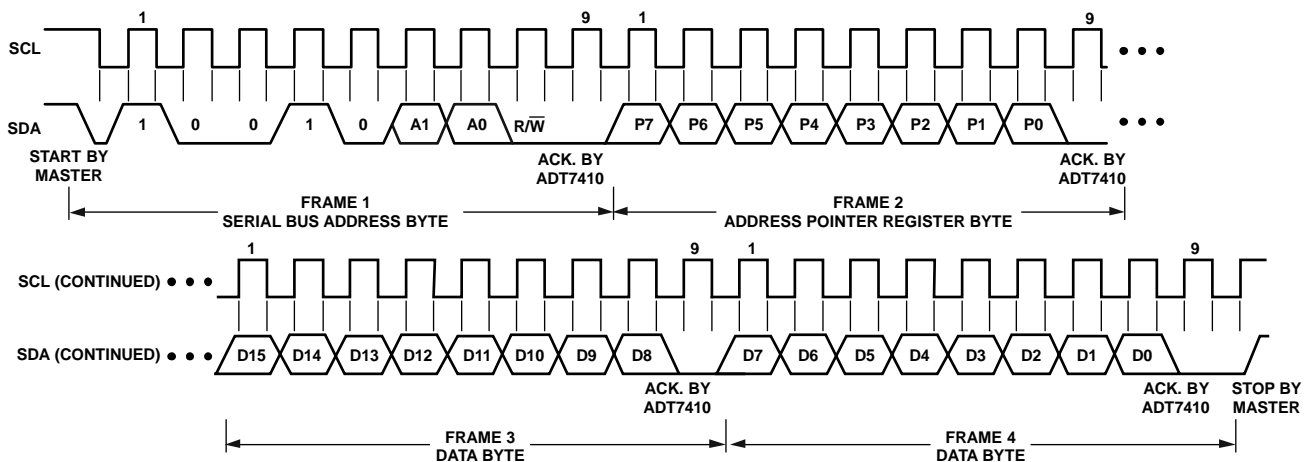 1 9 1 9
SCL
SDA 1 0 0 1 0 A1 A0 R/W̅ P7 P6 P5 P4 P3 P2 P1 P0
START BY MASTER
ACK. BY ADT7410
ACK. BY ADT7410
FRAME 1
SERIAL BUS ADDRESS BYTE
FRAME 2
ADDRESS POINTER REGISTER BYTE
1 9 1 9
SCL (CONTINUED)
SDA (CONTINUED) D15 D14 D13 D12 D11 D10 D9 D8 D7 D6 D5 D4 D3 D2 D1 D0
ACK. BY ADT7410
ACK. BY ADT7410
STOP BY MASTER
FRAME 3
DATA BYTE
FRAME 4
DATA BYTE